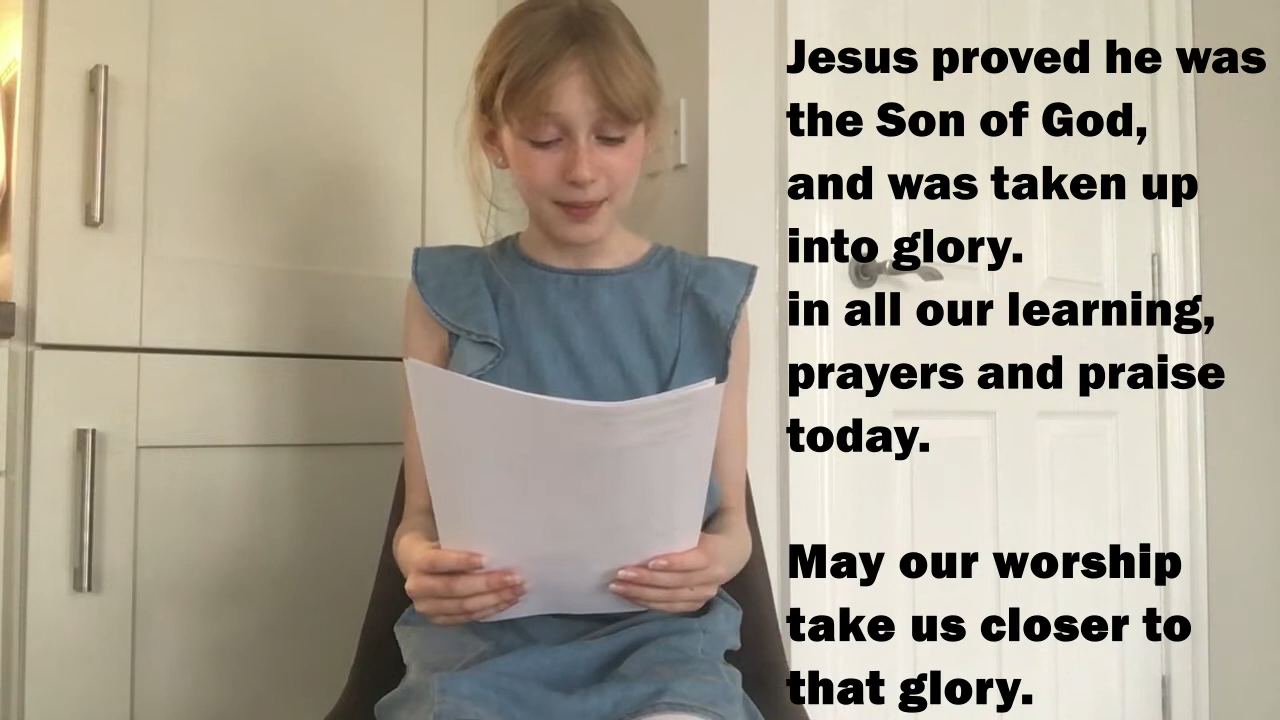 Jesus proved he was
the Son of God,
and was taken up
into glory.
in all our learning,
prayers and praise
today.
May our worship
take us closer to
that glory.